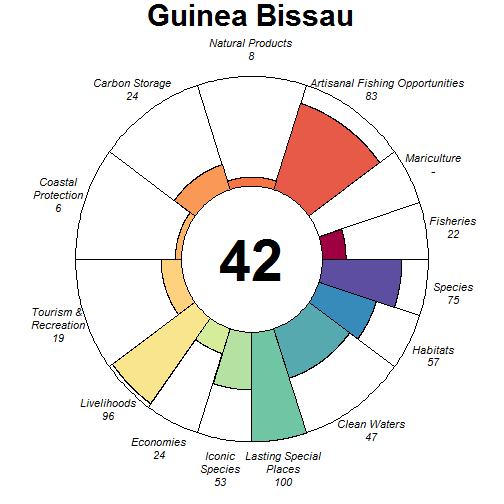 Guinea Bissau
Natural Products
8
Carbon Storage
24
Artisanal Fishing Opportunities
83
Mariculture
-
Coastal
Protection
6
Fisheries
22
42
Species
75
Tourism &
Recreation
19
Habitats
57
Livelihoods
96
Clean Waters
47
Economies
24
Iconic
Species
53
Lasting Special
Places
100